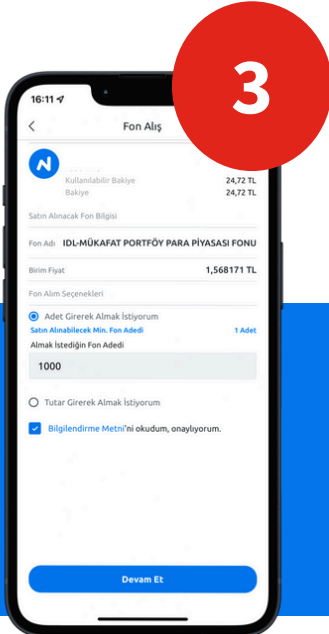 3
16:11
Fon Alış
N
Kullanılabilir Bakiye 24,72 TL
Bakiye 24,72 TL
Satın Alınacak Fon Bilgisi
Fon Adı IDL-MÜKAFAT PORTFÖY PARA PİYASASI FONU
Birim Fiyat 1,568171 TL
Fon Alım Seçenekleri
Adet Girerek Almak İstiyorum
Satın Alınabilecek Min. Fon Adedi 1 Adet
Almak İstediğin Fon Adedi
1000
Tutar Girerek Almak İstiyorum
Bilgilendirme Metni'ni okudum, onaylıyorum.
Devam Et